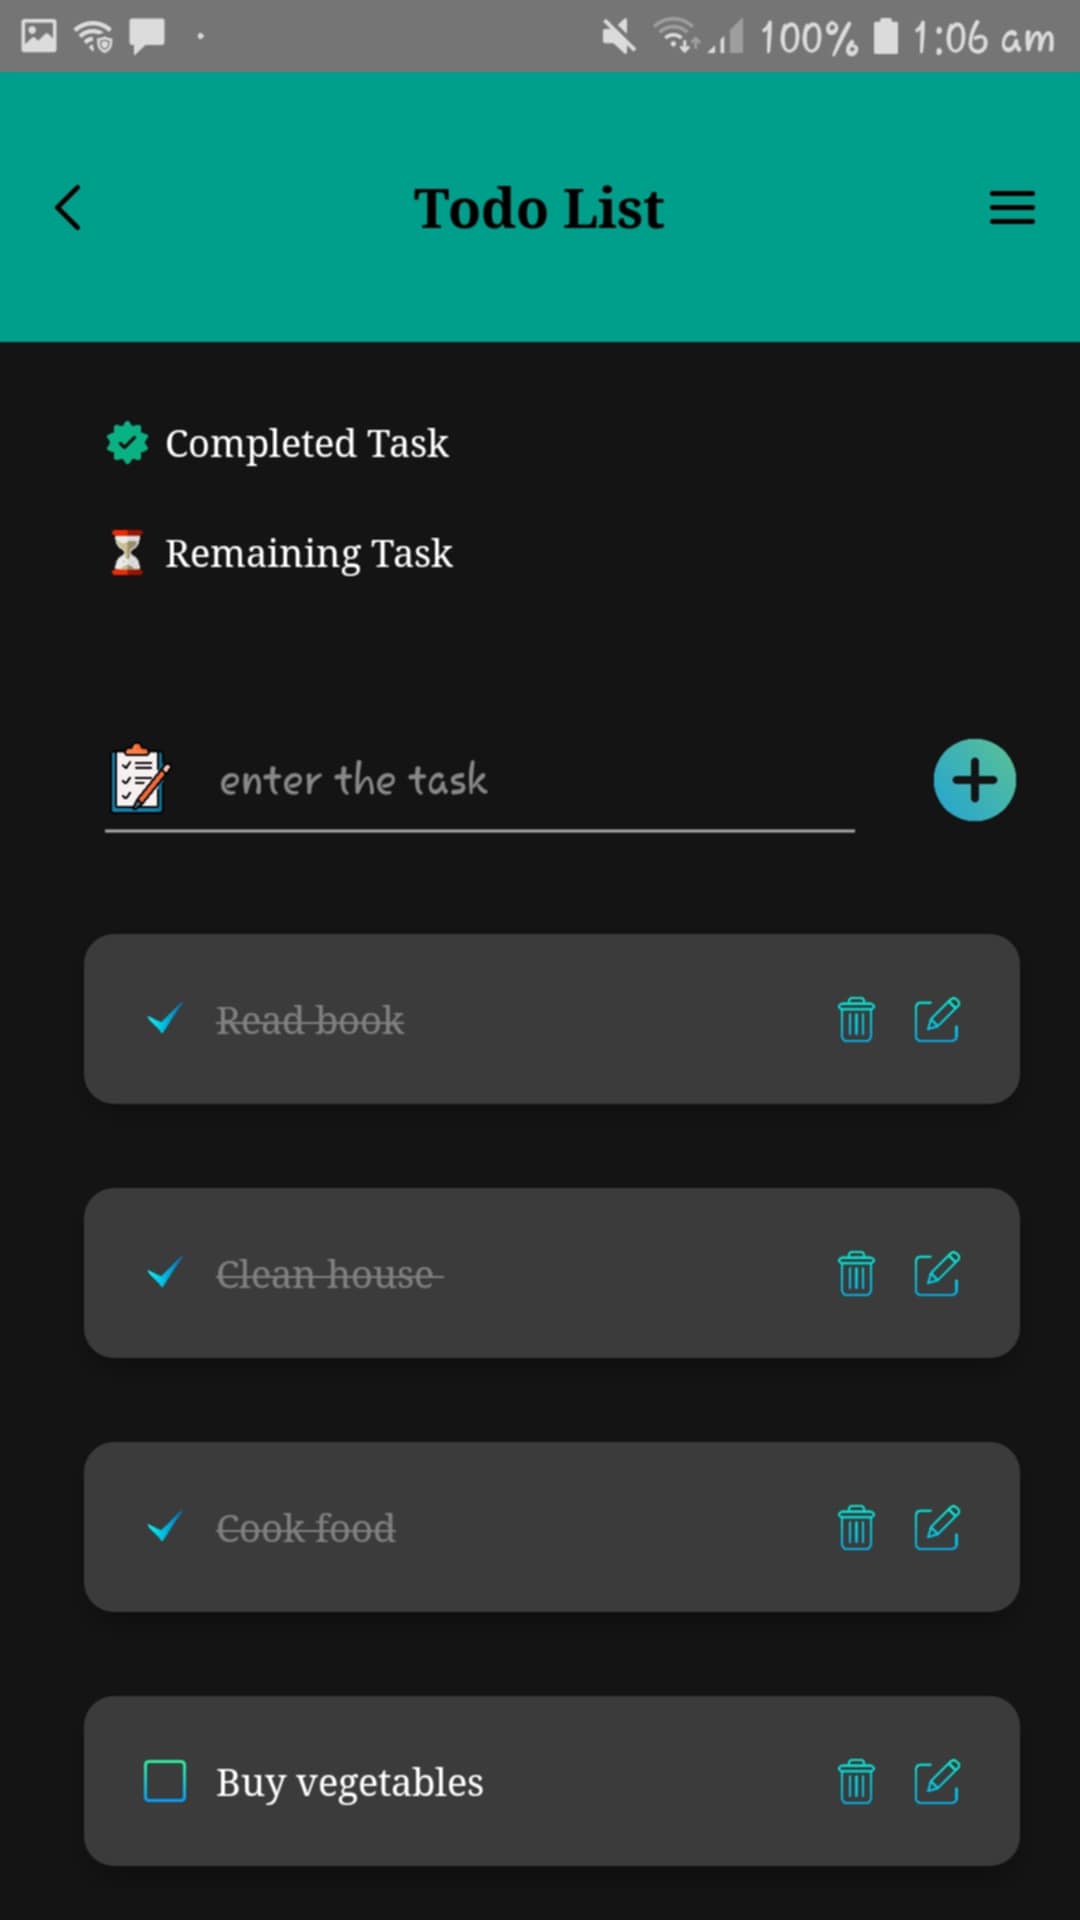 100% 1:06 am
Todo List
Completed Task
Remaining Task
enter the task
Read book
Clean house
Cook food
Buy vegetables